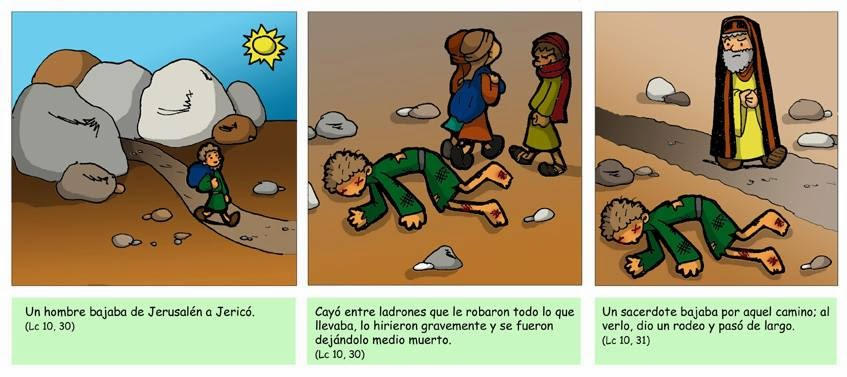 Un hombre bajaba de Jerusalén a Jericó.
(Lc 10, 30)
Cayó entre ladrones que le robaron todo lo que
llevaba, lo hirieron gravemente y se fueron
dejándolo medio muerto.
(Lc 10, 30)
Un sacerdote bajaba por aquel camino; al
verlo, dio un rodeo y pasó de largo.
(Lc 10, 31)